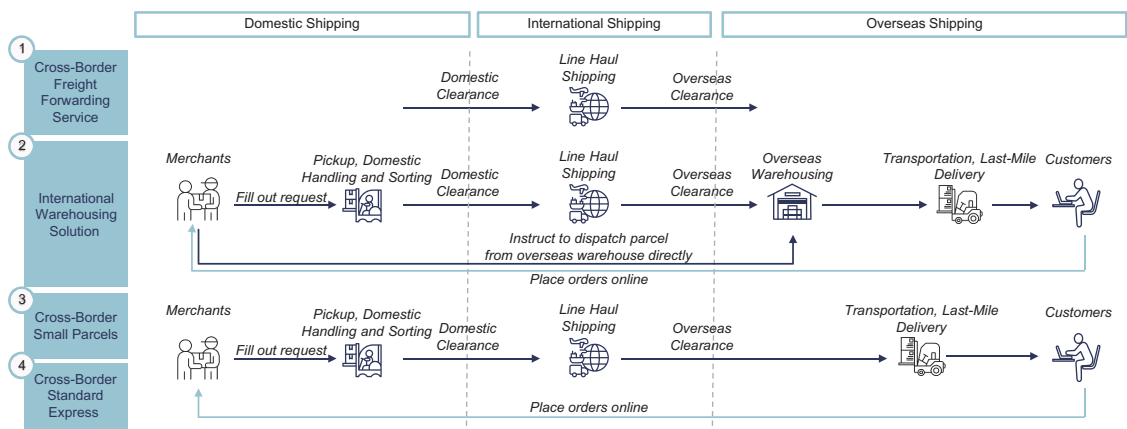 Domestic Shipping
International Shipping
Overseas Shipping
1
Cross-Border
Freight
Forwarding
Service
Domestic
Clearance
Line Haul
Shipping
Overseas
Clearance
2
International
Warehousing
Solution
Merchants
Fill out request
Pickup, Domestic
Handling and Sorting
Domestic
Clearance
Line Haul
Shipping
Overseas
Clearance
Overseas
Warehousing
Transportation, Last-Mile
Delivery
Customers
Instruct to dispatch parcel
from overseas warehouse directly
Place orders online
3
Cross-Border
Small Parcels
4
Cross-Border
Standard
Express
Merchants
Fill out request
Pickup, Domestic
Handling and Sorting
Domestic
Clearance
Line Haul
Shipping
Overseas
Clearance
Transportation, Last-Mile
Delivery
Customers
Place orders online